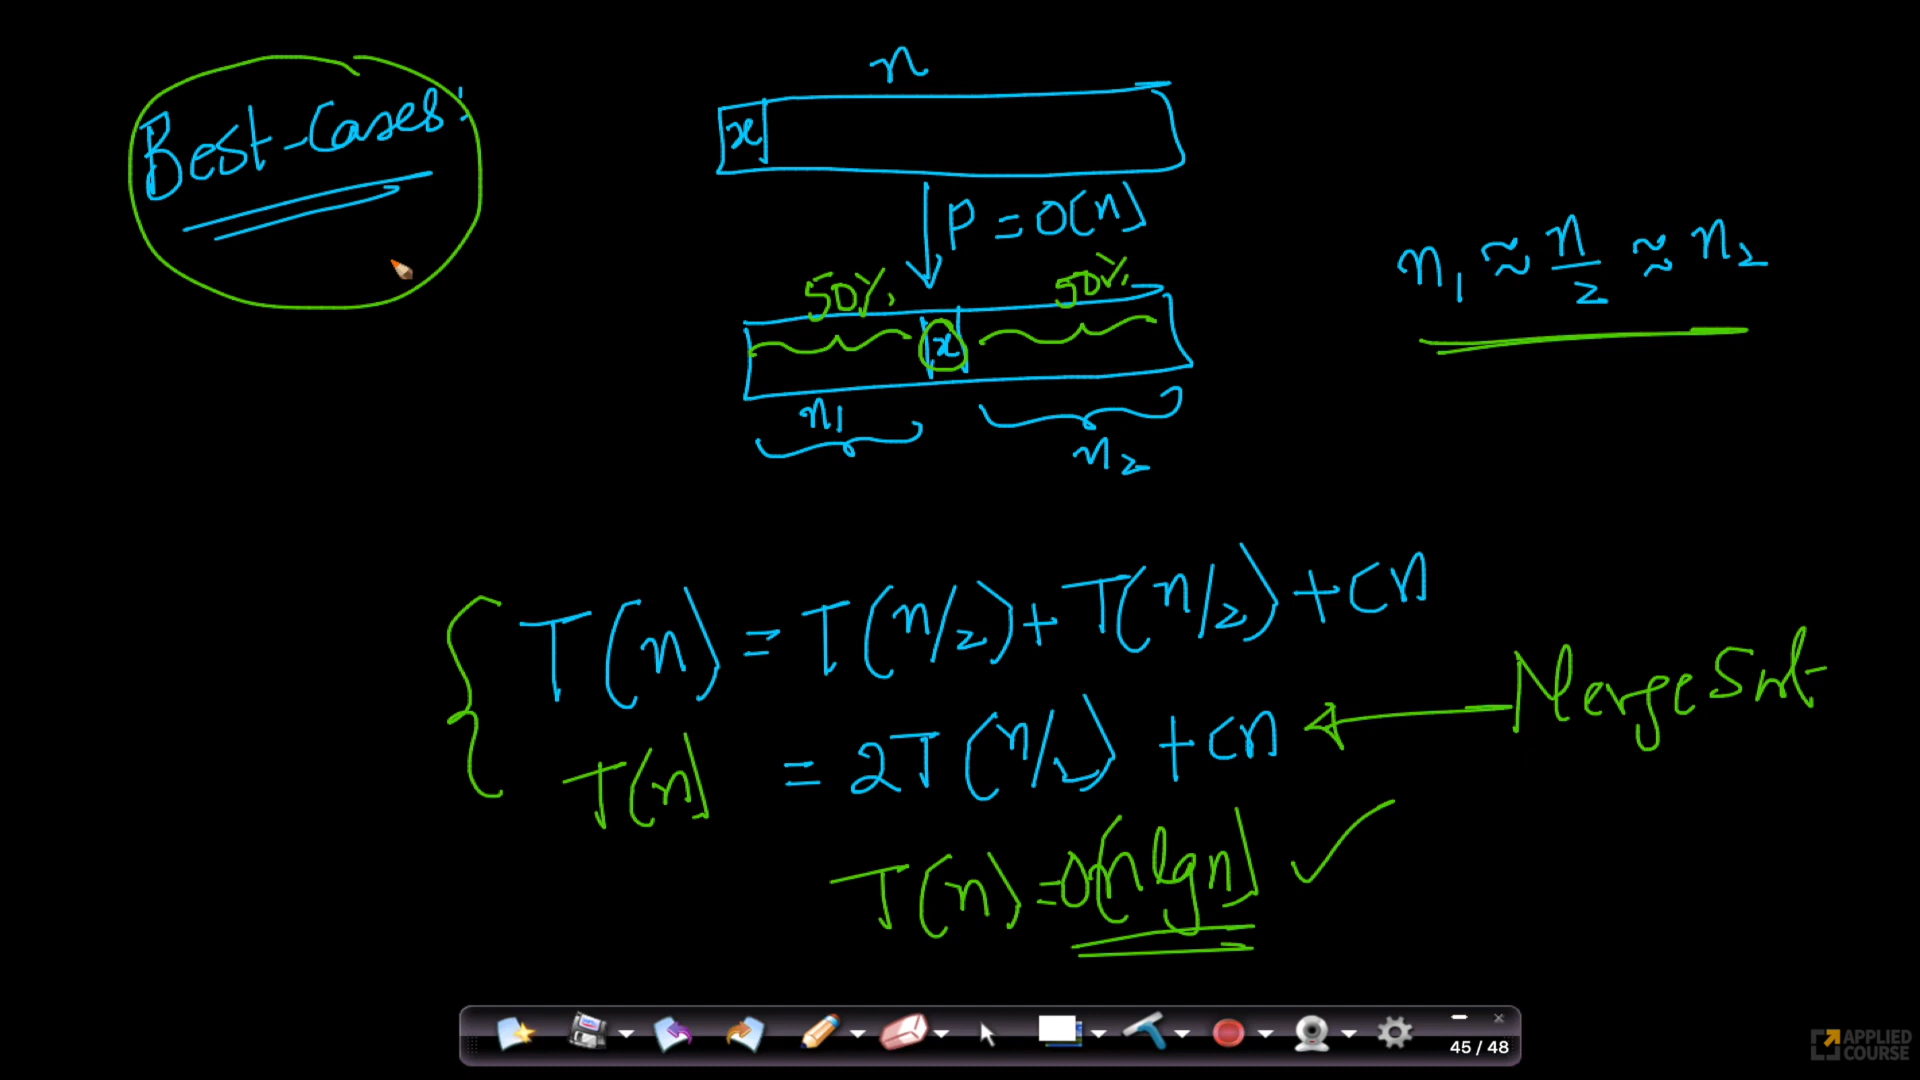 Best-Cases:
n
x
P = O(n)
50% 50%
x
n1
n2
n1 ≈ n/2 ≈ n2
T(n) = T(n/2) + T(n/2) + cn
T(n) = 2T(n/2) + cn
MergeSort
T(n) = O(n lg n) ✓
45 / 48
APPLIED
COURSE